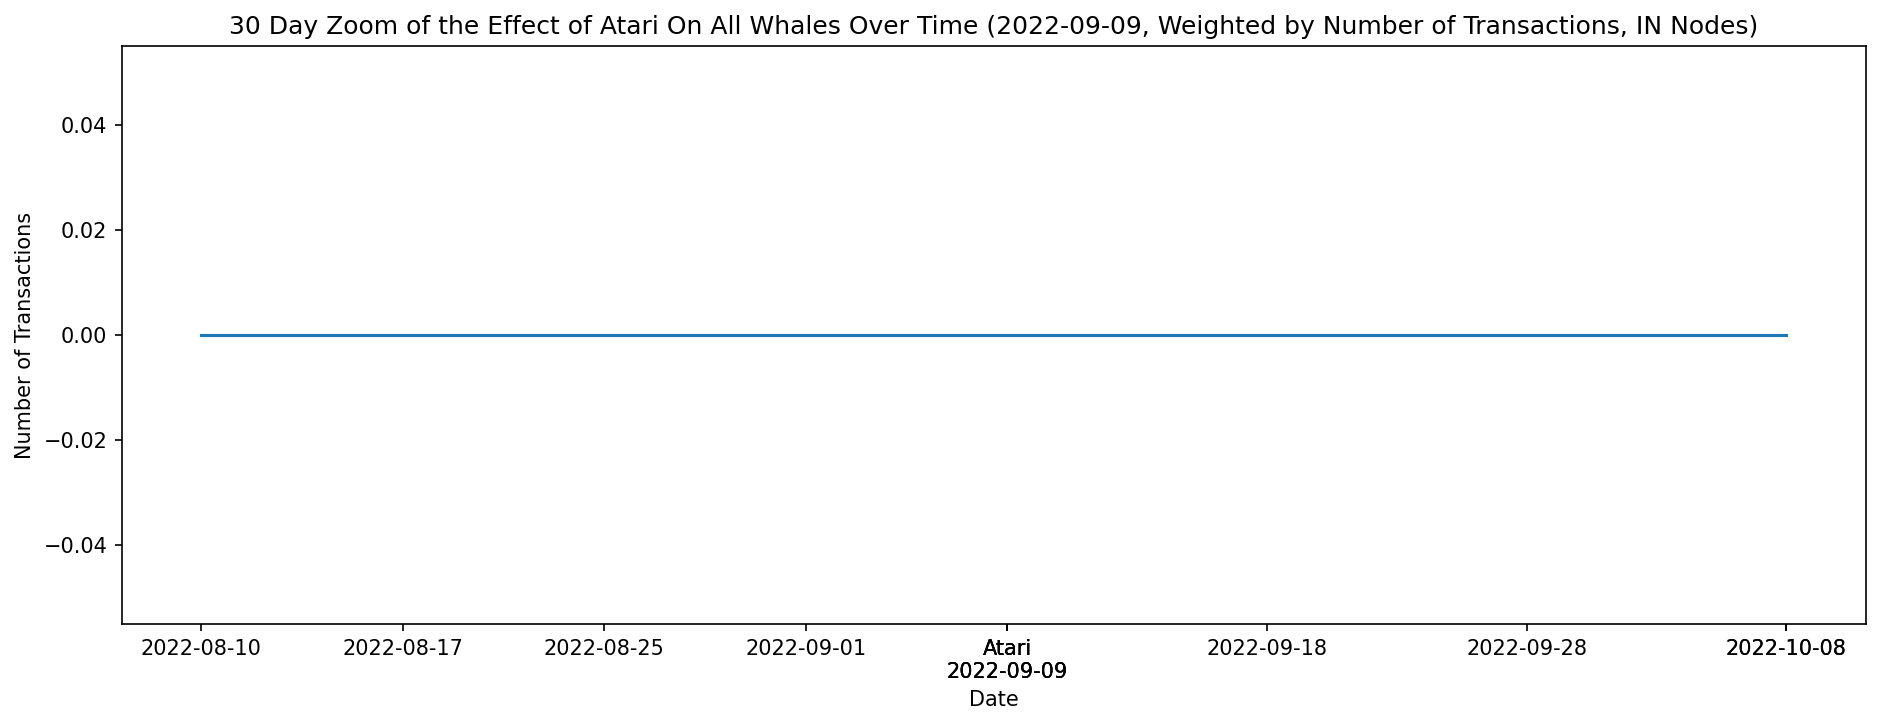 30 Day Zoom of the Effect of Atari On All Whales Over Time (2022-09-09, Weighted by Number of Transactions, IN Nodes)
Number of Transactions
0.04
0.02
0.00
−0.02
−0.04
2022-08-10 2022-08-17 2022-08-25 2022-09-01 Atari 2022-09-18 2022-09-28 2022-10-08
2022-09-09
Date